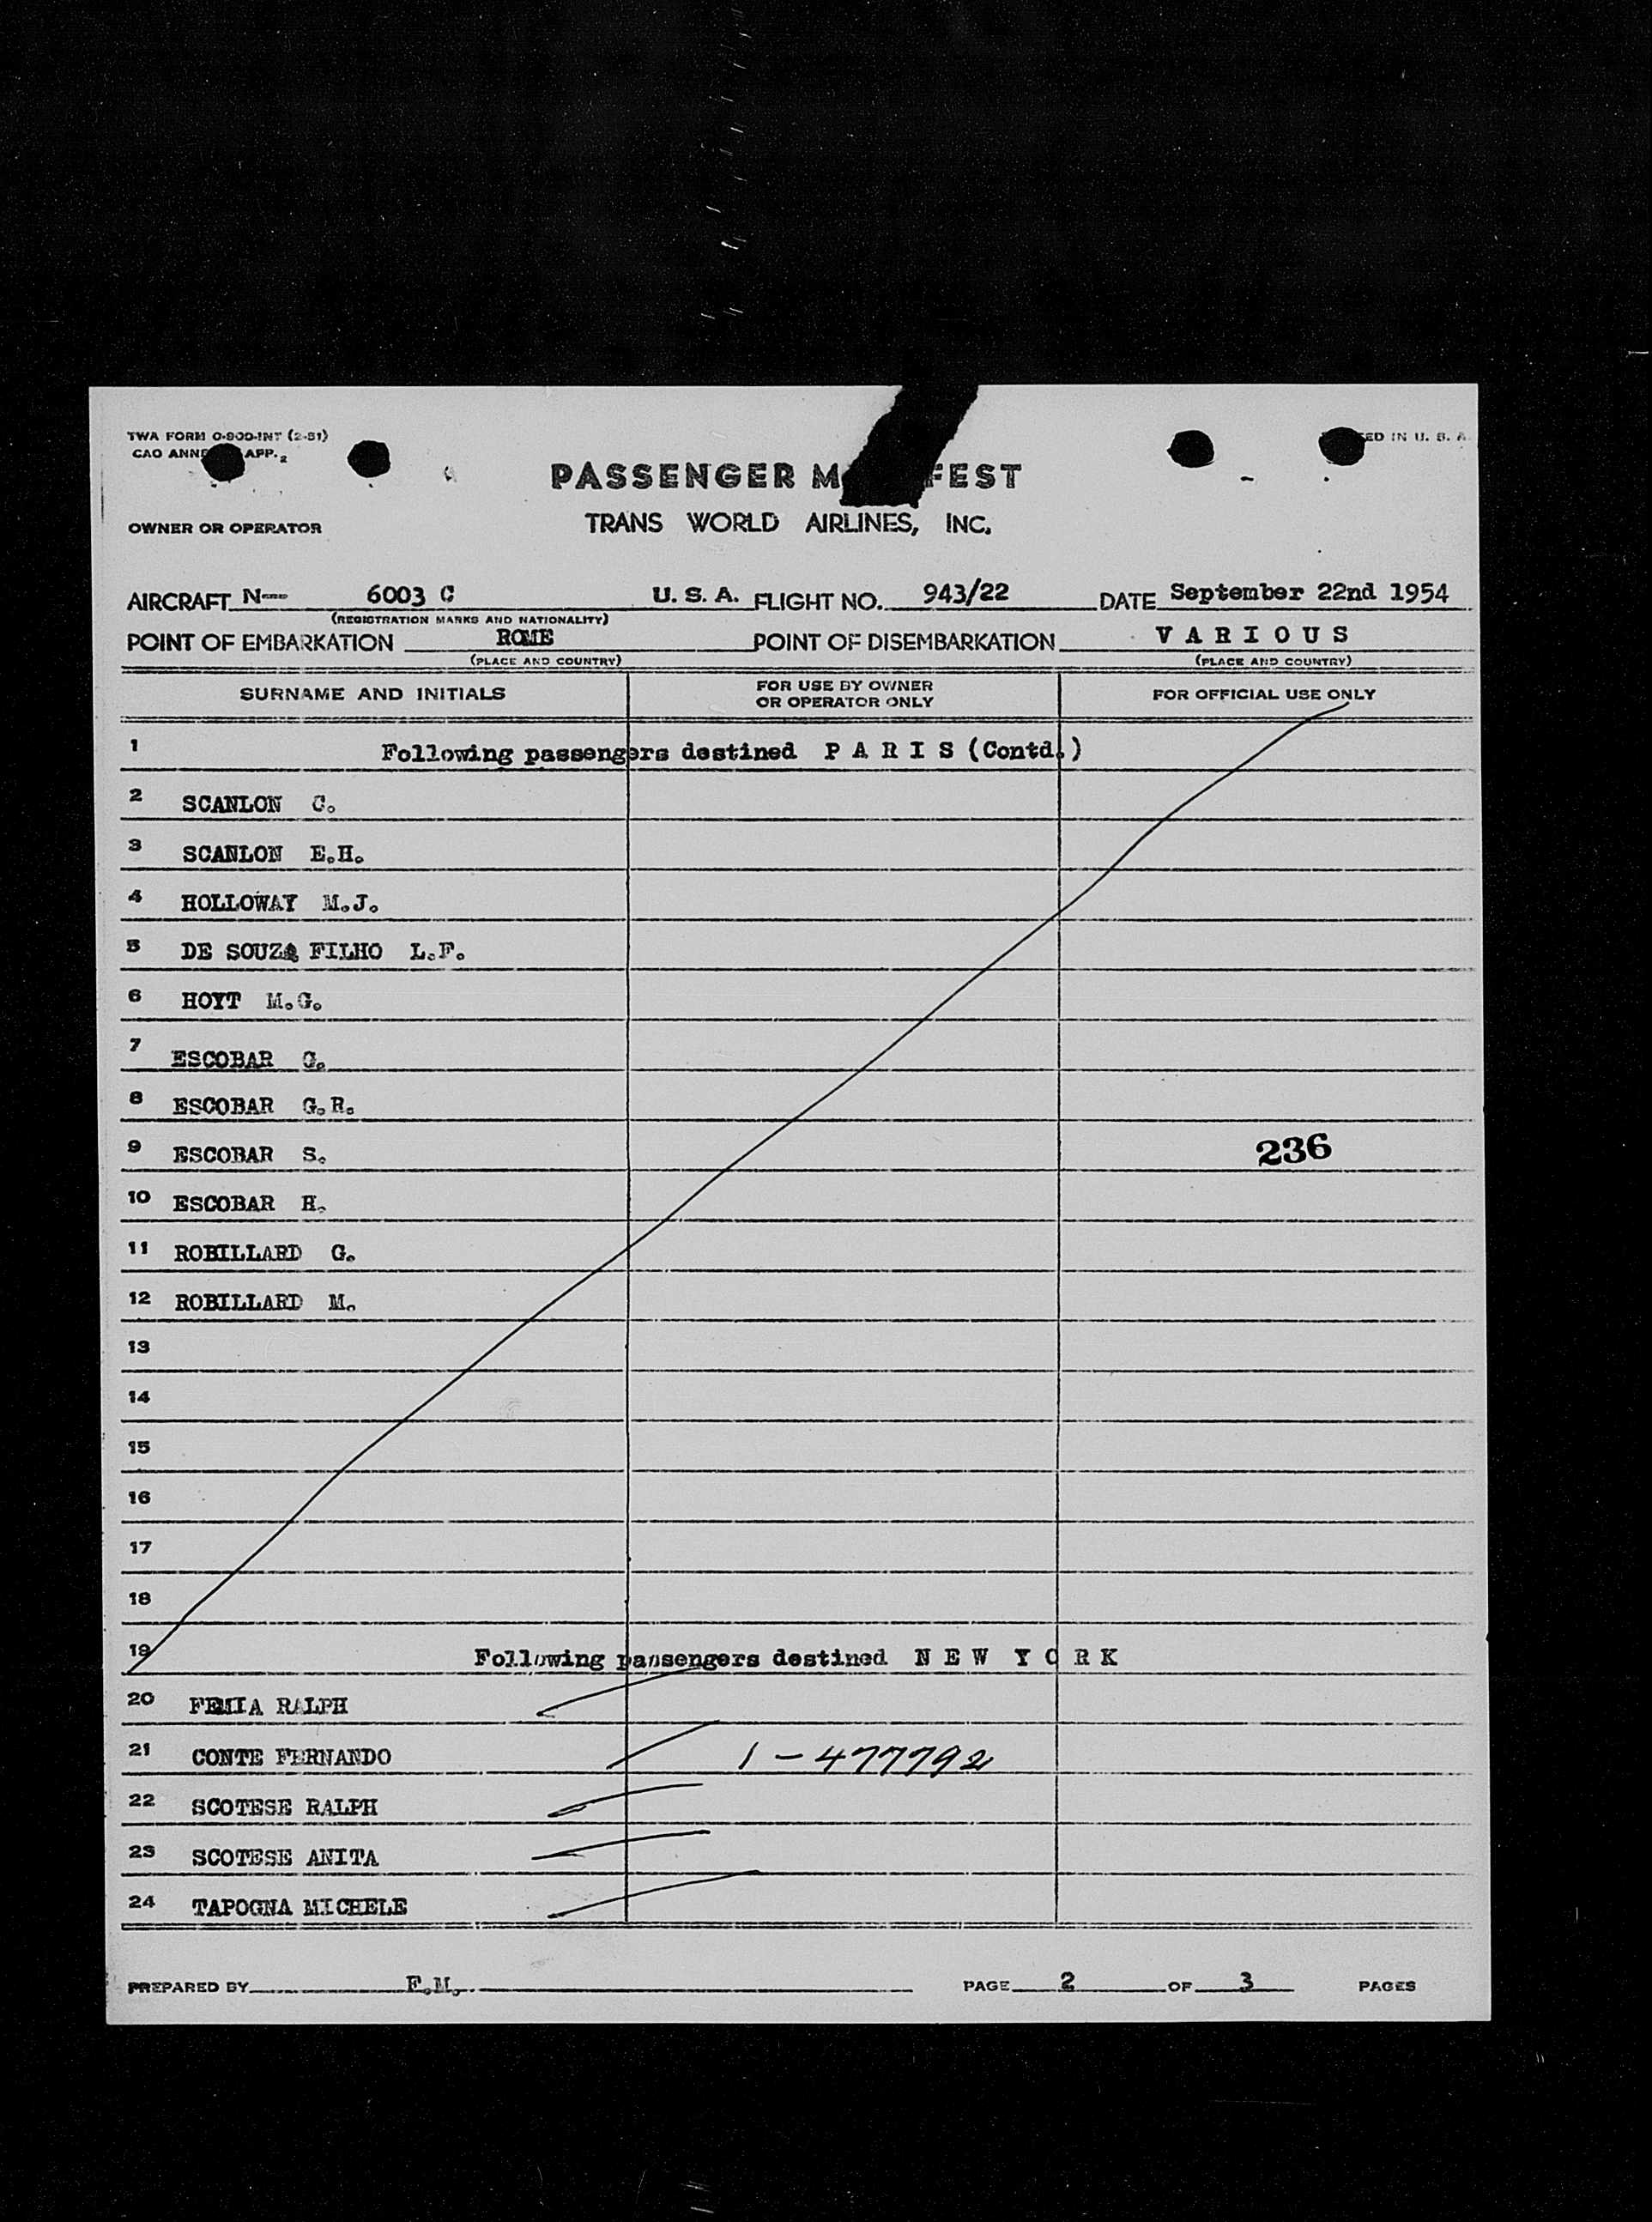 TWA FORM O-900-INT (2-51)
CAO ANNE APP. 2
ED IN U. S. A.
PASSENGER M FEST
OWNER OR OPERATOR
TRANS WORLD AIRLINES, INC.
AIRCRAFT N--- 6003 C U. S. A. FLIGHT NO. 943/22 DATE September 22nd 1954
(REGISTRATION MARKS AND NATIONALITY)
POINT OF EMBARKATION ROME POINT OF DISEMBARKATION V A R I O U S
(PLACE AND COUNTRY) (PLACE AND COUNTRY)
SURNAME AND INITIALS FOR USE BY OWNER OR OPERATOR ONLY FOR OFFICIAL USE ONLY
1 Following passengers destined P A R I S (Contd.)
2 SCANLON C.
3 SCANLON E.H.
4 HOLLOWAY M.J.
5 DE SOUZA FILHO L.F.
6 HOYT M.G.
7 ESCOBAR G.
8 ESCOBAR G.R.
9 ESCOBAR S. 236
10 ESCOBAR H.
11 ROBILLARD G.
12 ROBILLARD M.
13
14
15
16
17
18
19 Following passengers destined N E W Y O R K
20 FEMIA RALPH
21 CONTE FERNANDO 1 - 477792
22 SCOTESE RALPH
23 SCOTESE ANITA
24 TAPOGNA MICHELE
PREPARED BY F.M. PAGE 2 OF 3 PAGES